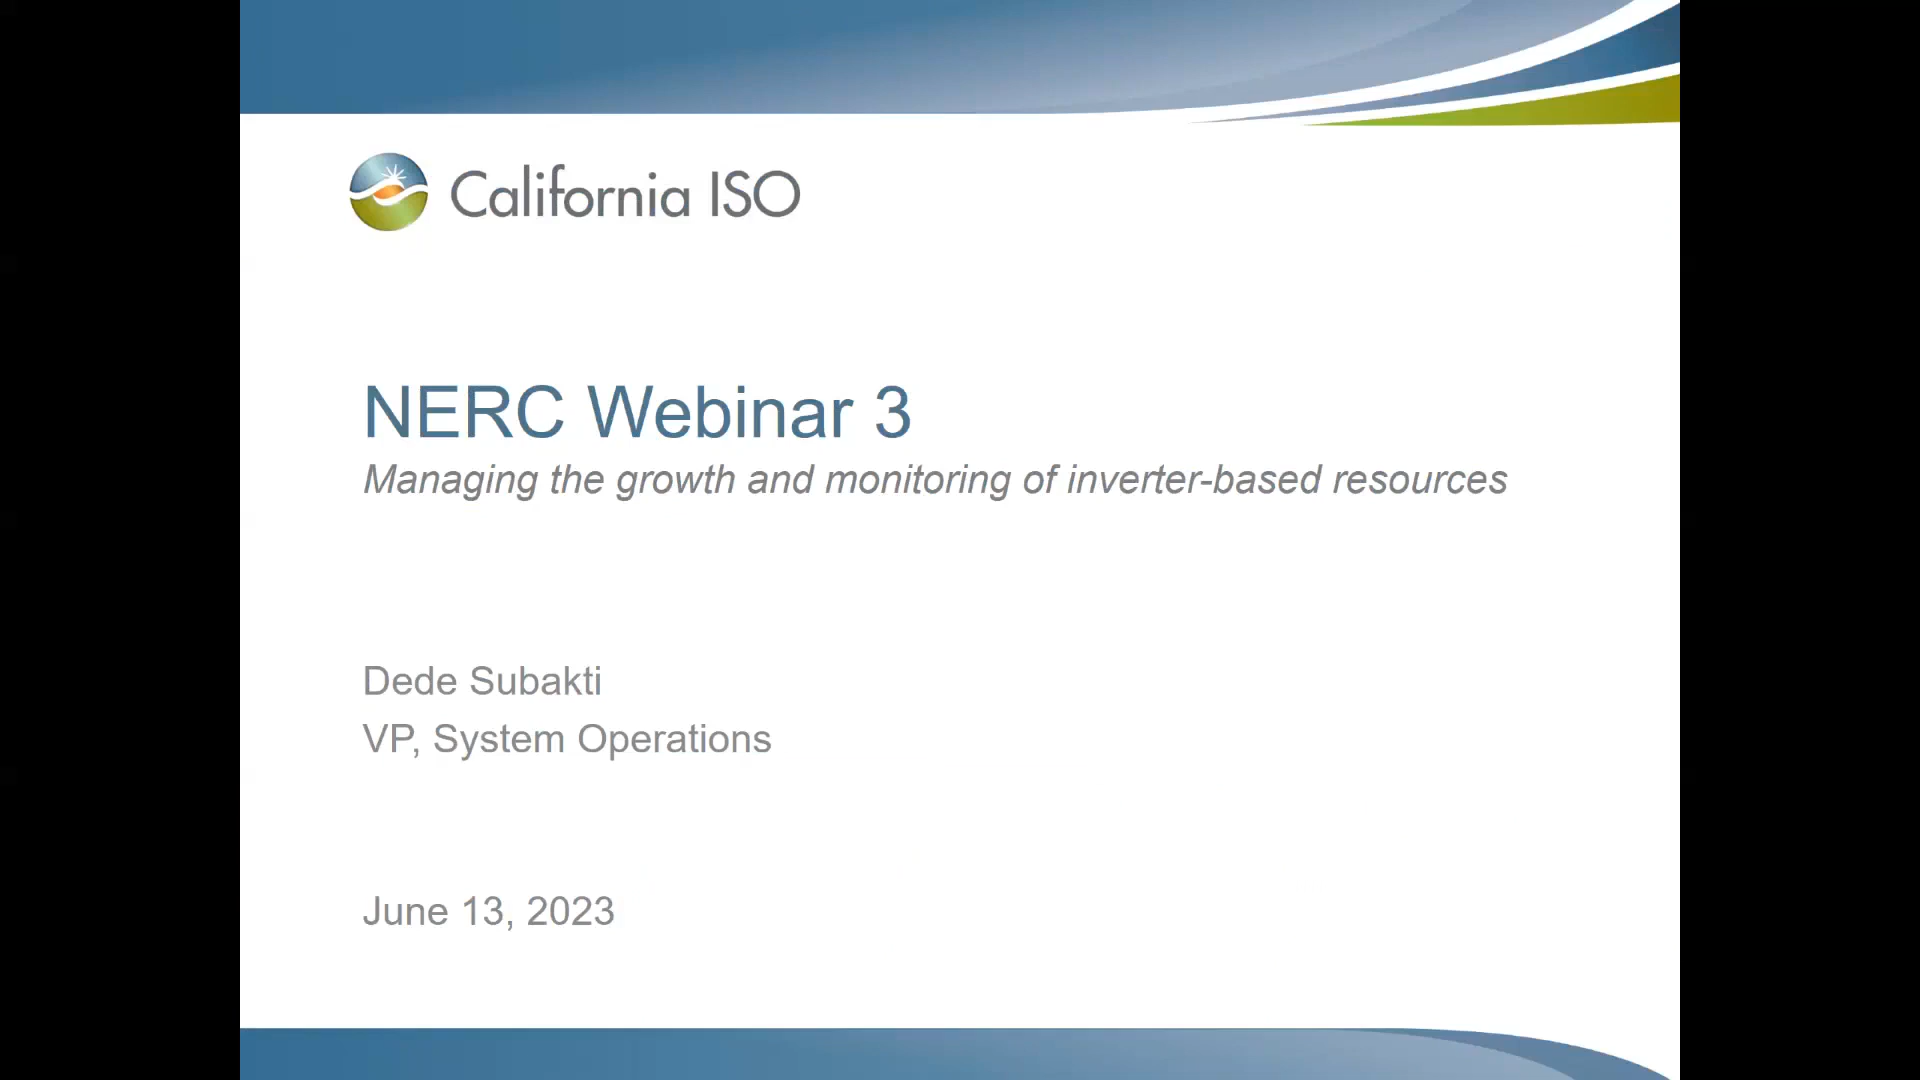 California ISO
NERC Webinar 3
Managing the growth and monitoring of inverter-based resources
Dede Subakti
VP, System Operations
June 13, 2023